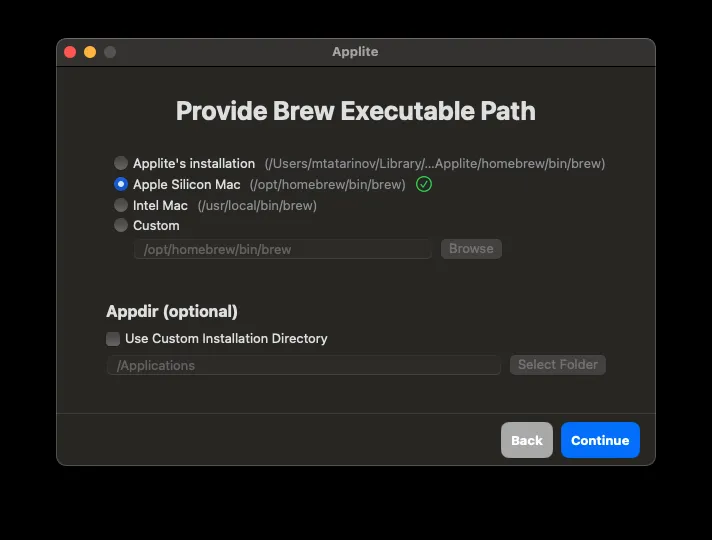 Applite
Provide Brew Executable Path
Applite's installation (/Users/mtatarinov/Library/...Applite/homebrew/bin/brew)
Apple Silicon Mac (/opt/homebrew/bin/brew)
Intel Mac (/usr/local/bin/brew)
Custom
/opt/homebrew/bin/brew Browse
Appdir (optional)
Use Custom Installation Directory
/Applications Select Folder
Back Continue